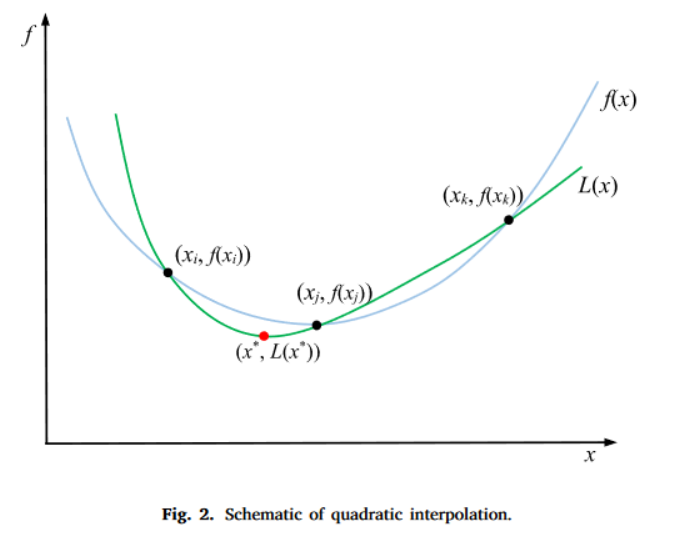 f
f(x)
(xk, f(xk))
L(x)
(xi, f(xi))
(xj, f(xj))
(x*, L(x*))
x
Fig. 2. Schematic of quadratic interpolation.